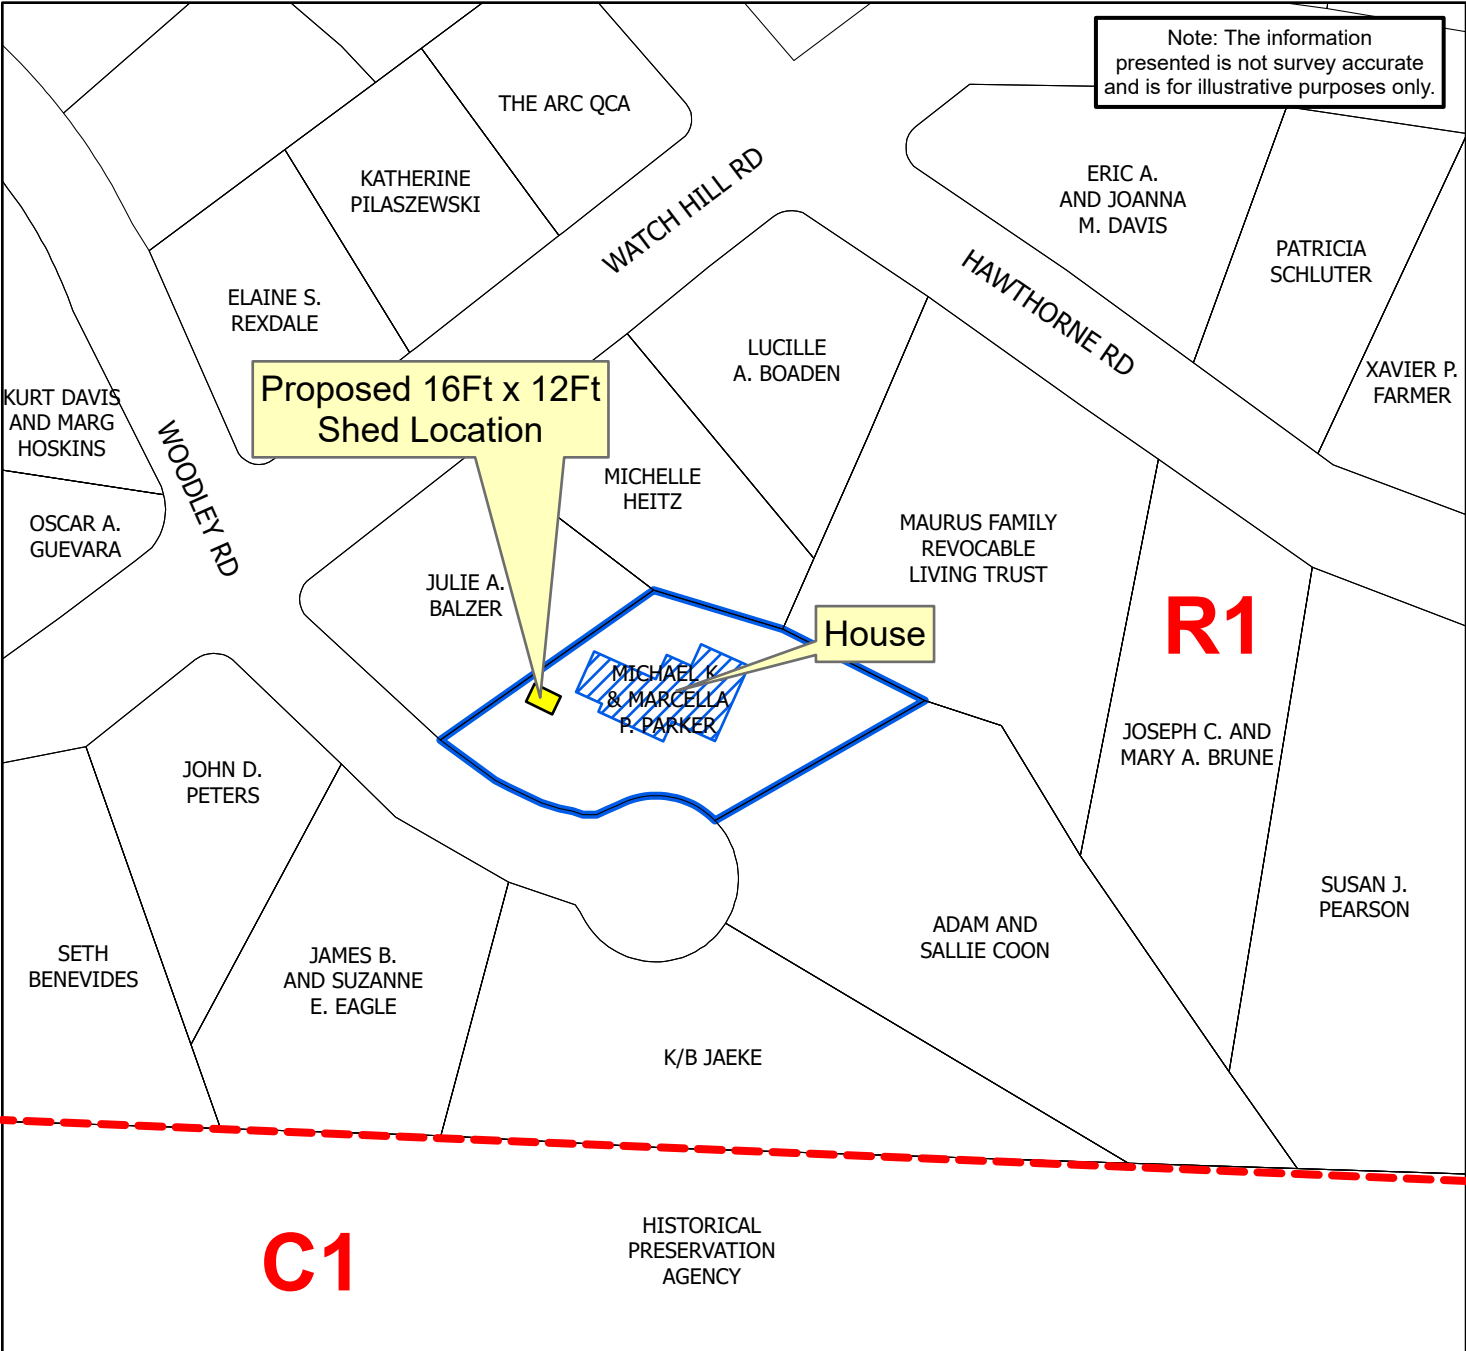 Note: The information
presented is not survey accurate
and is for illustrative purposes only.
THE ARC QCA
KATHERINE
PILASZEWSKI
WATCH HILL RD
ERIC A.
AND JOANNA
M. DAVIS
PATRICIA
SCHLUTER
HAWTHORNE RD
ELAINE S.
REXDALE
LUCILLE
A. BOADEN
XAVIER P.
FARMER
KURT DAVIS
AND MARG
HOSKINS
Proposed 16Ft x 12Ft
Shed Location
WOODLEY RD
MICHELLE
HEITZ
OSCAR A.
GUEVARA
MAURUS FAMILY
REVOCABLE
LIVING TRUST
JULIE A.
BALZER
R1
House
MICHAEL K
& MARCELLA
P. PARKER
JOSEPH C. AND
MARY A. BRUNE
JOHN D.
PETERS
SUSAN J.
PEARSON
ADAM AND
SALLIE COON
SETH
BENEVIDES
JAMES B.
AND SUZANNE
E. EAGLE
K/B JAEKE
C1
HISTORICAL
PRESERVATION
AGENCY